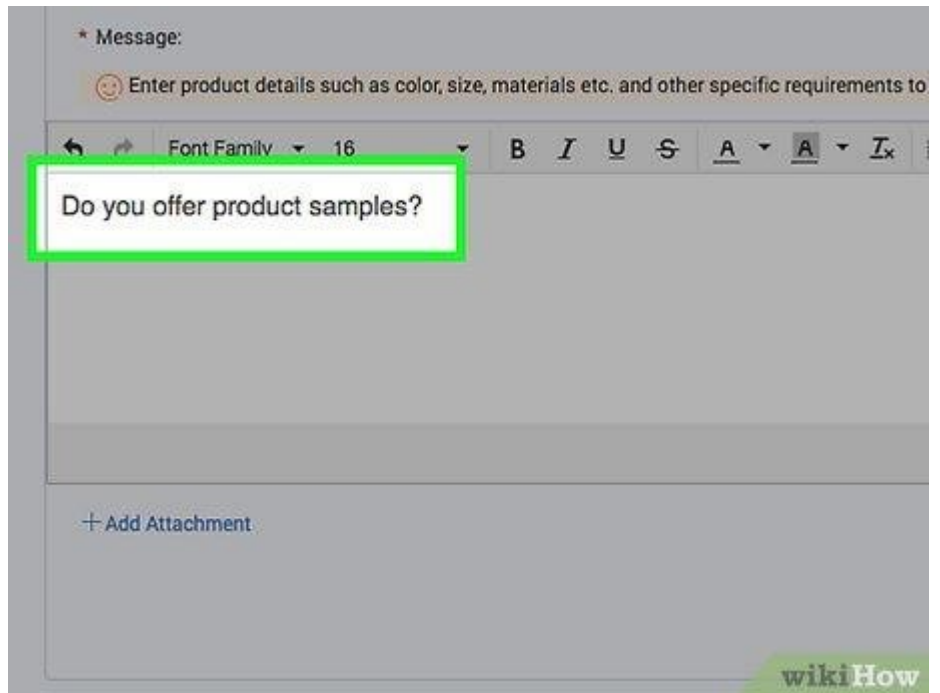 * Message:
Enter product details such as color, size, materials etc. and other specific requirements to
Font Family 16 B I U S A A Tx
Do you offer product samples?
+ Add Attachment
wikiHow